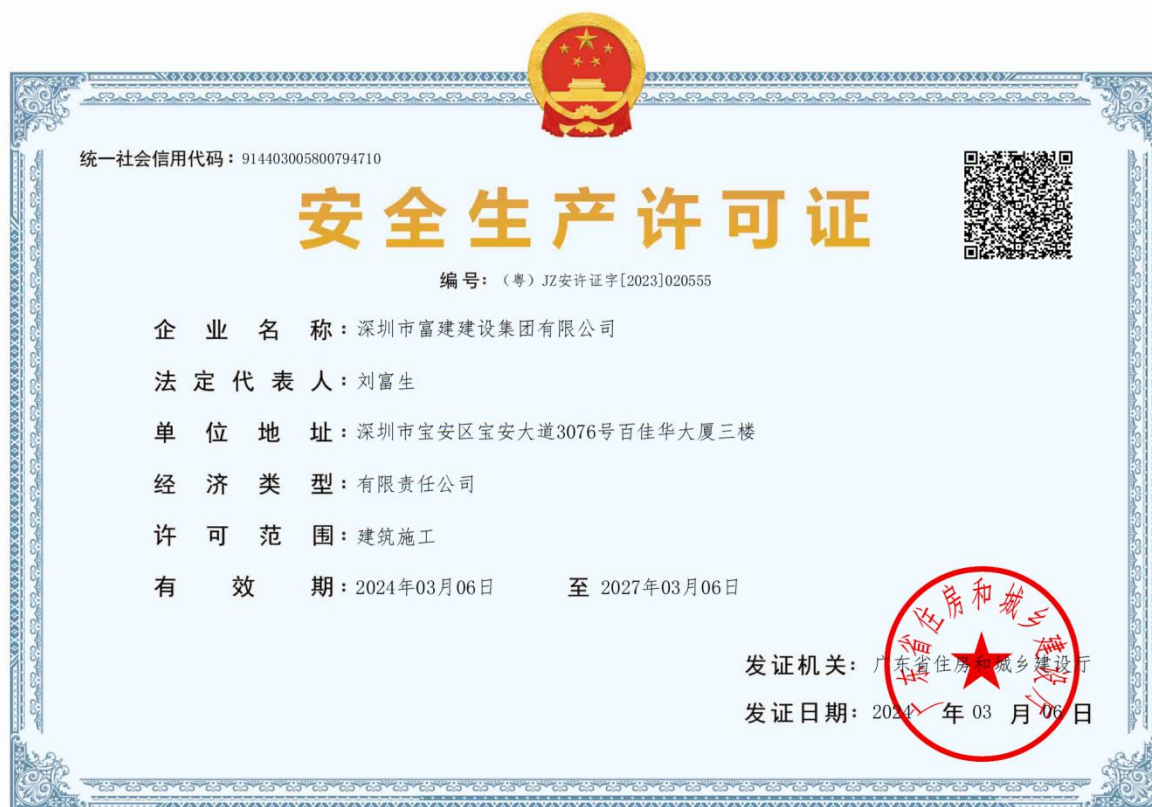 统一社会信用代码：914403005800794710
安全生产许可证
编号：（粤）JZ安许证字[2023]020555
企业名称：深圳市富建建设集团有限公司
法定代表人：刘富生
单位地址：深圳市宝安区宝安大道3076号百佳华大厦三楼
经济类型：有限责任公司
许可范围：建筑施工
有效期：2024年03月06日 至 2027年03月06日
发证机关：广东省住房和城乡建设厅
发证日期：2024 年 03 月 06 日
广东省住房和城乡建设厅